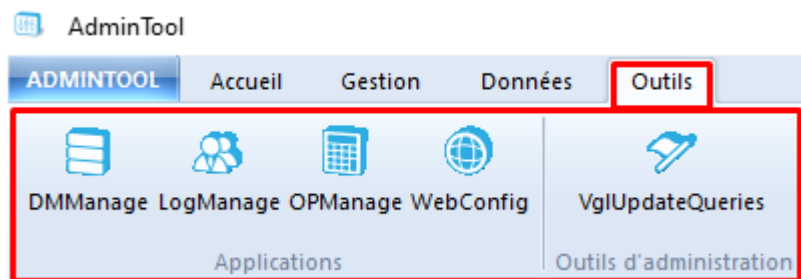 AdminTool
ADMINTOOL Accueil Gestion Données Outils
DMManage LogManage OPManage WebConfig VglUpdateQueries
Applications Outils d'administration